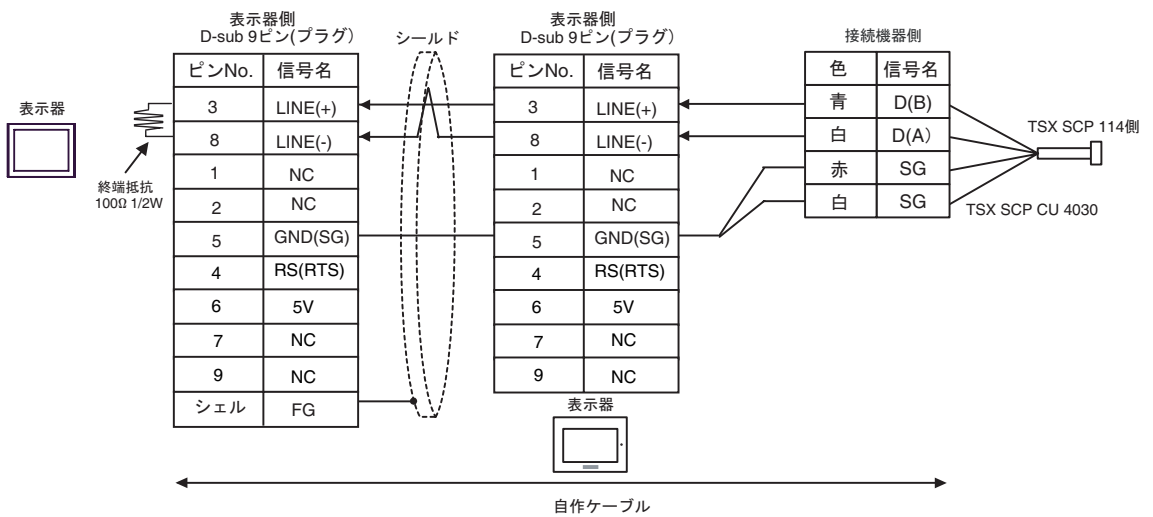 表示器側
D-sub 9ピン(プラグ)
シールド
表示器側
D-sub 9ピン(プラグ)
接続機器側
ピンNo. 信号名
ピンNo. 信号名
色 信号名
表示器
3 LINE(+)
8 LINE(-)
1 NC
2 NC
5 GND(SG)
4 RS(RTS)
6 5V
7 NC
9 NC
シェル FG
終端抵抗
100Ω 1/2W
3 LINE(+)
8 LINE(-)
1 NC
2 NC
5 GND(SG)
4 RS(RTS)
6 5V
7 NC
9 NC
表示器
青 D(B)
白 D(A)
赤 SG
白 SG
TSX SCP 114側
TSX SCP CU 4030
自作ケーブル